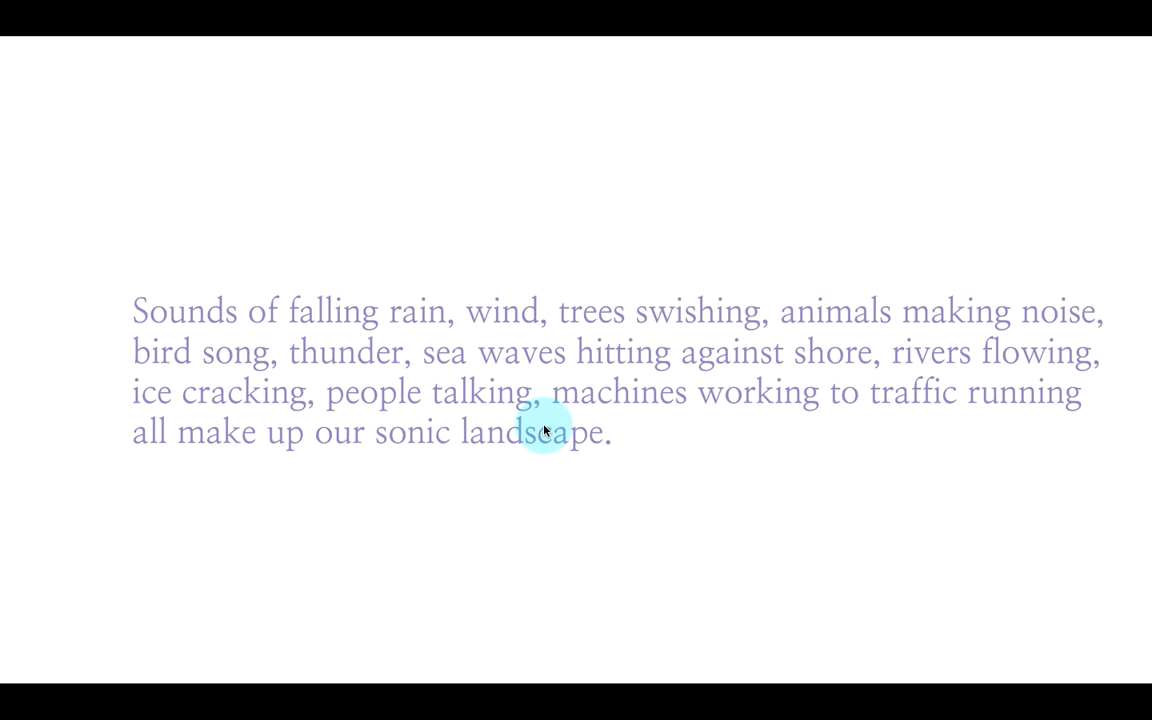 Sounds of falling rain, wind, trees swishing, animals making noise,
bird song, thunder, sea waves hitting against shore, rivers flowing,
ice cracking, people talking, machines working to traffic running
all make up our sonic landscape.